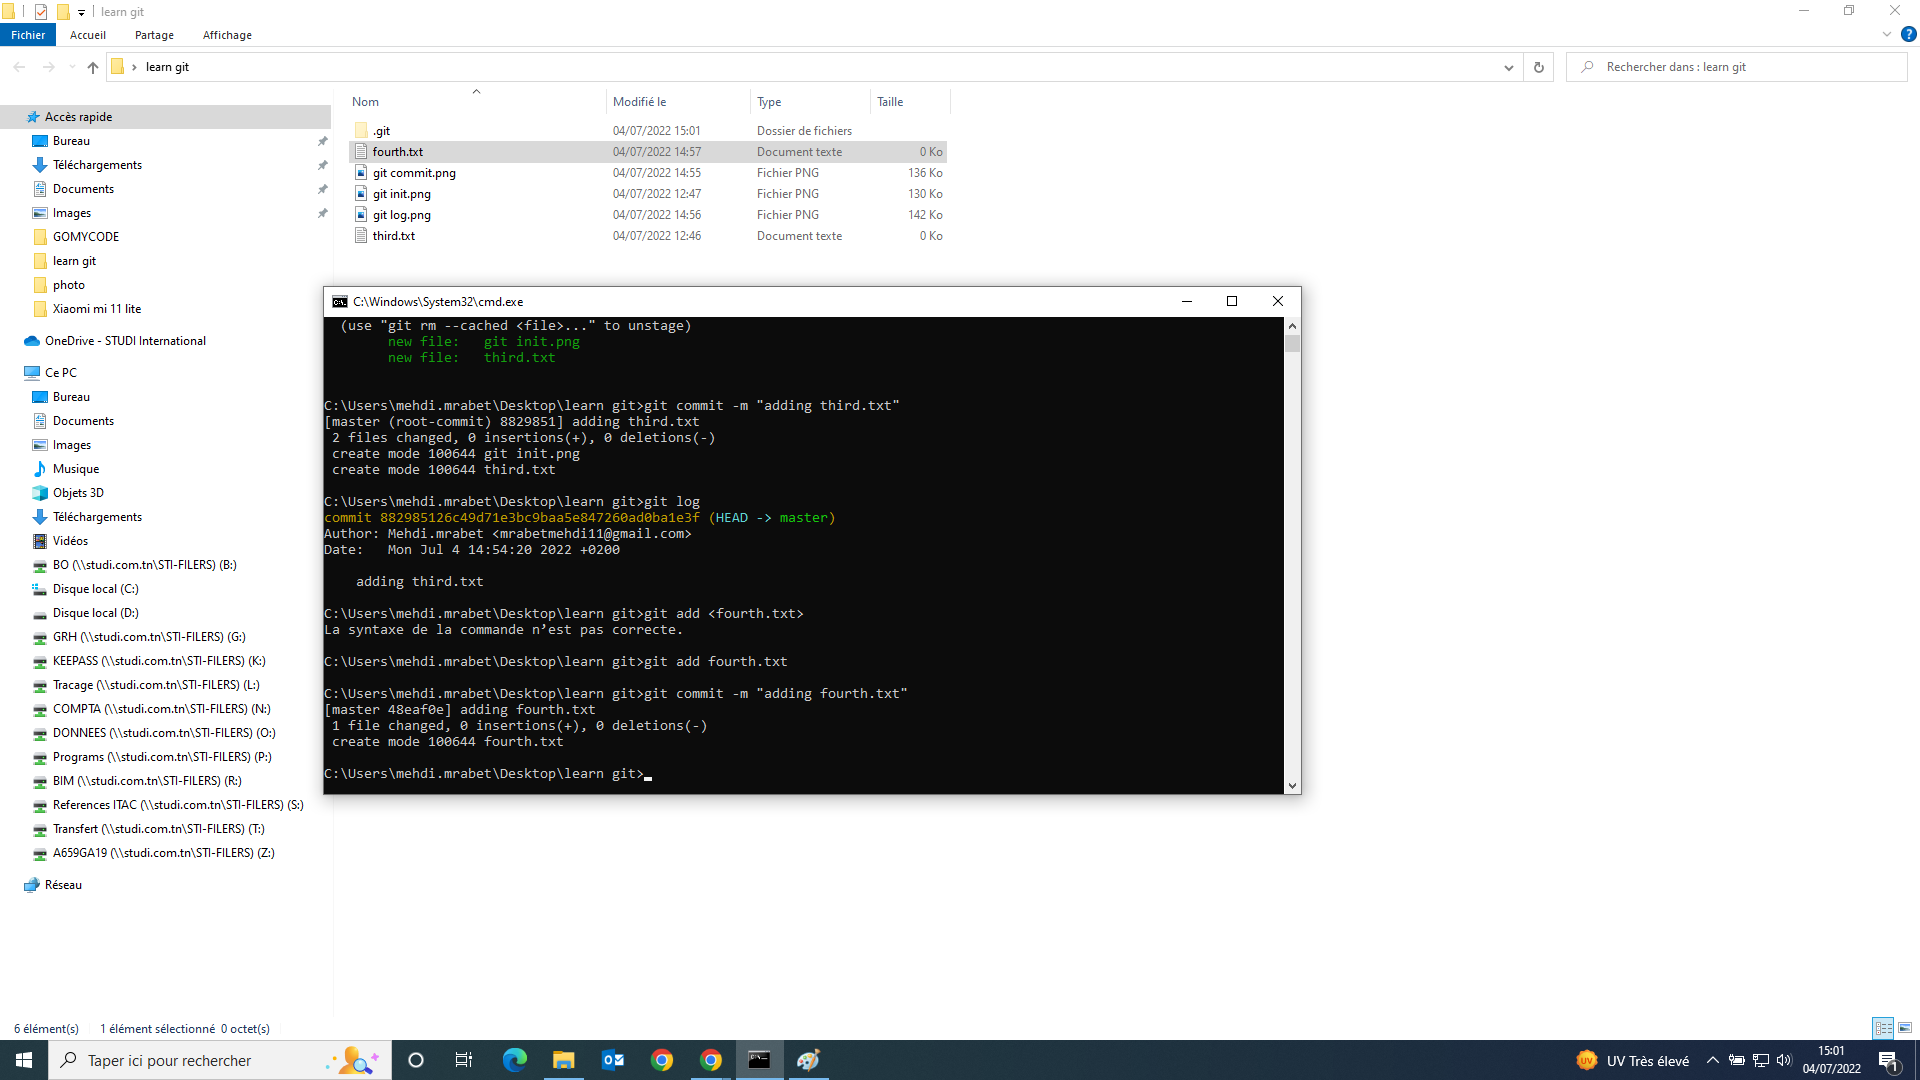 learn git
Fichier Accueil Partage Affichage
learn git
Rechercher dans : learn git
Nom Modifié le Type Taille
.git 04/07/2022 15:01 Dossier de fichiers
fourth.txt 04/07/2022 14:57 Document texte 0 Ko
git commit.png 04/07/2022 14:55 Fichier PNG 136 Ko
git init.png 04/07/2022 12:47 Fichier PNG 130 Ko
git log.png 04/07/2022 14:56 Fichier PNG 142 Ko
third.txt 04/07/2022 12:46 Document texte 0 Ko
Accès rapide
Bureau
Téléchargements
Documents
Images
GOMYCODE
learn git
photo
Xiaomi mi 11 lite
OneDrive - STUDI International
Ce PC
Bureau
Documents
Images
Musique
Objets 3D
Téléchargements
Vidéos
BO (\\studi.com.tn\STI-FILERS) (B:)
Disque local (C:)
Disque local (D:)
GRH (\\studi.com.tn\STI-FILERS) (G:)
KEEPASS (\\studi.com.tn\STI-FILERS) (K:)
Tracage (\\studi.com.tn\STI-FILERS) (L:)
COMPTA (\\studi.com.tn\STI-FILERS) (N:)
DONNEES (\\studi.com.tn\STI-FILERS) (O:)
Programs (\\studi.com.tn\STI-FILERS) (P:)
BIM (\\studi.com.tn\STI-FILERS) (R:)
References ITAC (\\studi.com.tn\STI-FILERS) (S:)
Transfert (\\studi.com.tn\STI-FILERS) (T:)
A659GA19 (\\studi.com.tn\STI-FILERS) (Z:)
Réseau
C:\Windows\System32\cmd.exe
(use "git rm --cached <file>..." to unstage)
new file:   git init.png
new file:   third.txt
C:\Users\mehdi.mrabet\Desktop\learn git>git commit -m "adding third.txt"
[master (root-commit) 8829851] adding third.txt
2 files changed, 0 insertions(+), 0 deletions(-)
create mode 100644 git init.png
create mode 100644 third.txt
C:\Users\mehdi.mrabet\Desktop\learn git>git log
commit 882985126c49d71e3bc9baa5e847260ad0ba1e3f (HEAD -> master)
Author: Mehdi.mrabet <mrabetmehdi11@gmail.com>
Date:   Mon Jul 4 14:54:20 2022 +0200
adding third.txt
C:\Users\mehdi.mrabet\Desktop\learn git>git add <fourth.txt>
La syntaxe de la commande n’est pas correcte.
C:\Users\mehdi.mrabet\Desktop\learn git>git add fourth.txt
C:\Users\mehdi.mrabet\Desktop\learn git>git commit -m "adding fourth.txt"
[master 48eaf0e] adding fourth.txt
1 file changed, 0 insertions(+), 0 deletions(-)
create mode 100644 fourth.txt
C:\Users\mehdi.mrabet\Desktop\learn git>
6 élément(s) 1 élément sélectionné 0 octet(s)
Taper ici pour rechercher
UV Très élevé
15:01
04/07/2022
1